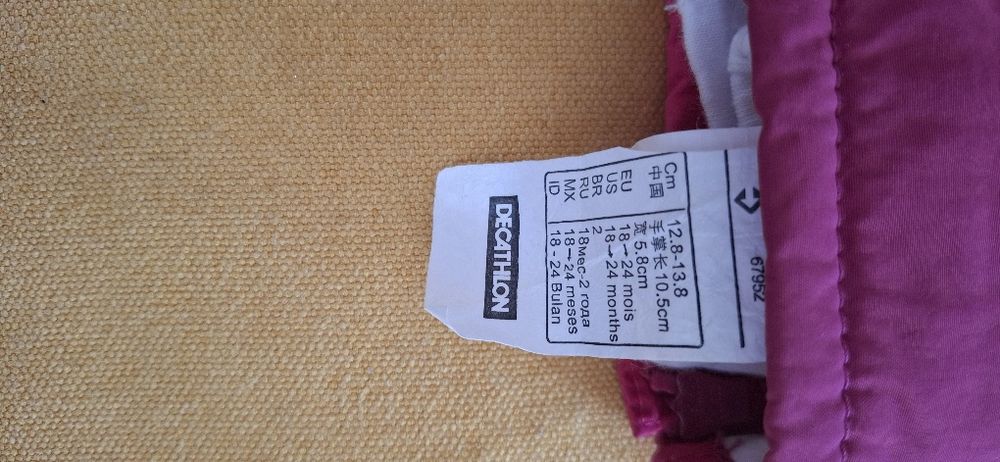 67952
Cm 12.8-13.8
中国 手掌长10.5cm
宽5.8cm
EU 18→24 mois
US 18→24 months
BR 2
RU 18мес-2 года
MX 18→24 meses
ID 18 - 24 Bulan
DECATHLON